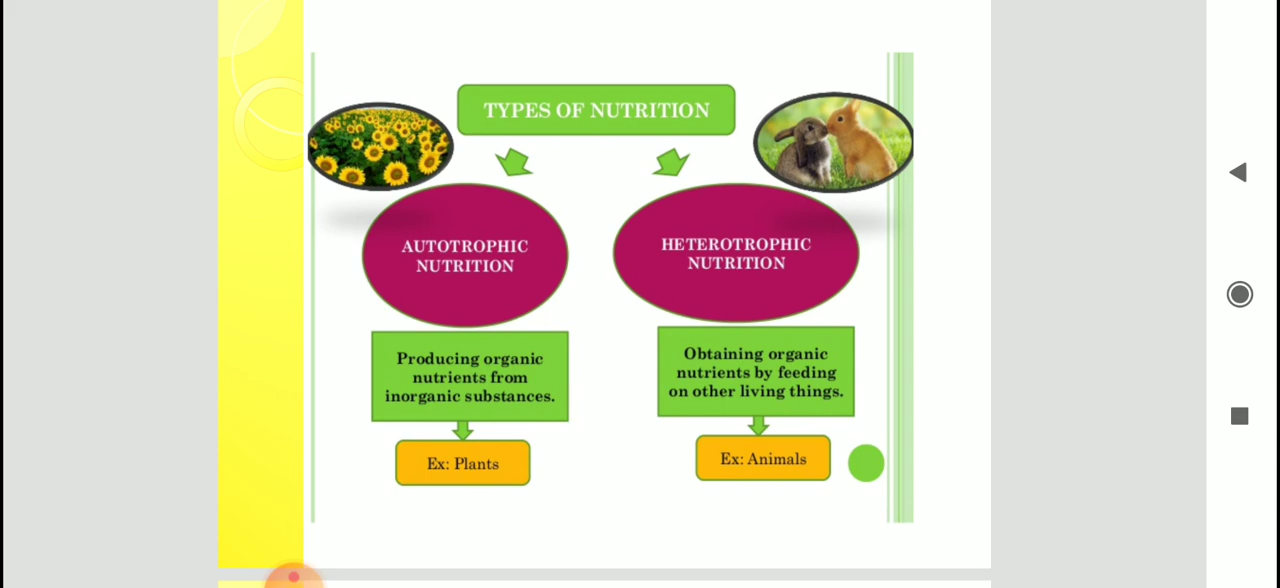 TYPES OF NUTRITION
AUTOTROPHIC
NUTRITION
Producing organic
nutrients from
inorganic substances.
Ex: Plants
HETEROTROPHIC
NUTRITION
Obtaining organic
nutrients by feeding
on other living things.
Ex: Animals